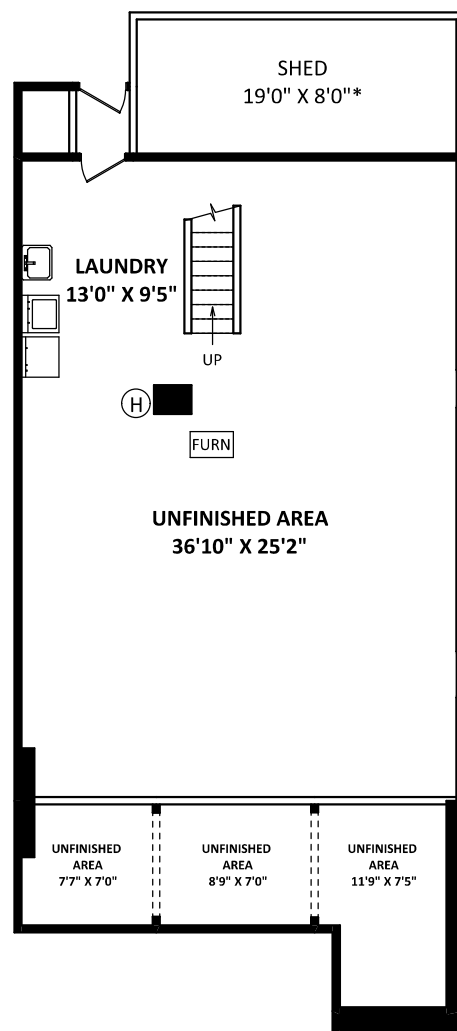 SHED
19'0" X 8'0"*
LAUNDRY
13'0" X 9'5"
UP
H
FURN
UNFINISHED AREA
36'10" X 25'2"
UNFINISHED
AREA
7'7" X 7'0"
UNFINISHED
AREA
8'9" X 7'0"
UNFINISHED
AREA
11'9" X 7'5"